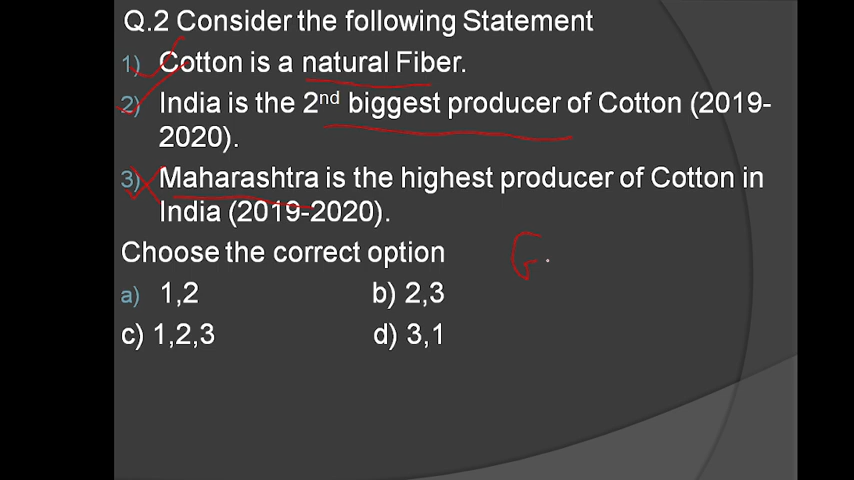 Q.2 Consider the following Statement
1) Cotton is a natural Fiber.
2) India is the 2nd biggest producer of Cotton (2019-
2020).
3) Maharashtra is the highest producer of Cotton in
India (2019-2020).
Choose the correct option
G
a) 1,2 b) 2,3
c) 1,2,3 d) 3,1